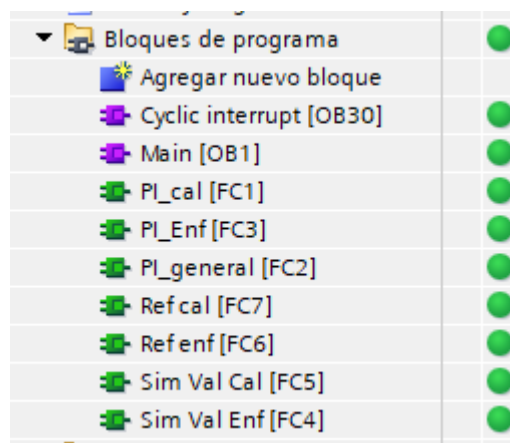 Bloques de programa
Agregar nuevo bloque
Cyclic interrupt [OB30]
Main [OB1]
PI_cal [FC1]
PI_Enf [FC3]
PI_general [FC2]
Ref cal [FC7]
Ref enf [FC6]
Sim Val Cal [FC5]
Sim Val Enf [FC4]